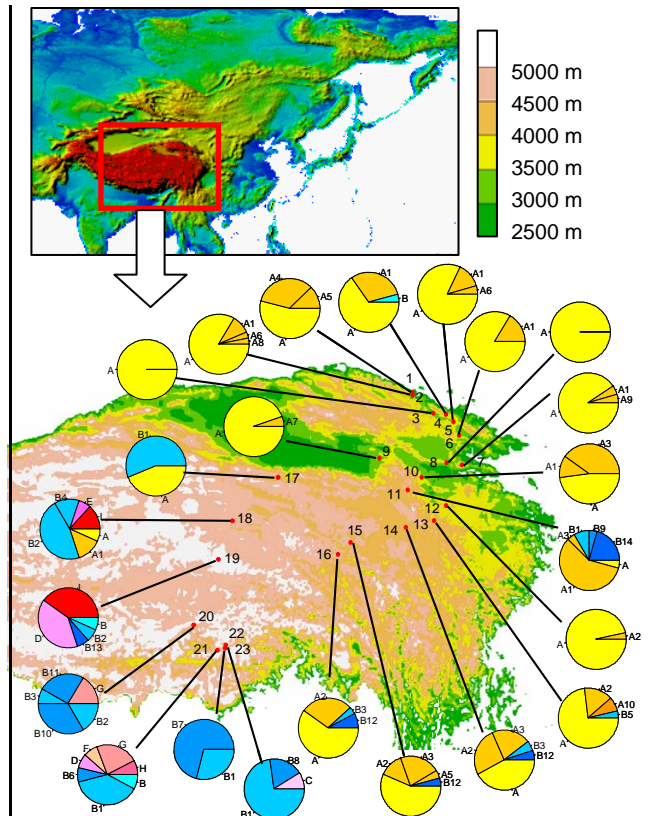 5000 m
4500 m
4000 m
3500 m
3000 m
2500 m
A4
A5
A
A1
B
A
A1
A6
A
A1
A6
A8
A
A1
A
A
A
A1
A9
A
A7
A
B1
A
A3
A1
A
B4
E
I
A
A1
B2
B1
B9
B14
A3
A
A1
I
B
B2
B13
D
A2
A
B11
G
B3
B10
B2
A2
A10
B5
A
F
G
D
B6
H
B
B1
B7
B1
B8
C
B1
A2
B3
B12
A
A2
A3
A5
B12
A
A3
A2
B3
B12
A
1
2
3
4
5
6
7
8
9
10
11
12
13
14
15
16
17
18
19
20
21
22
23